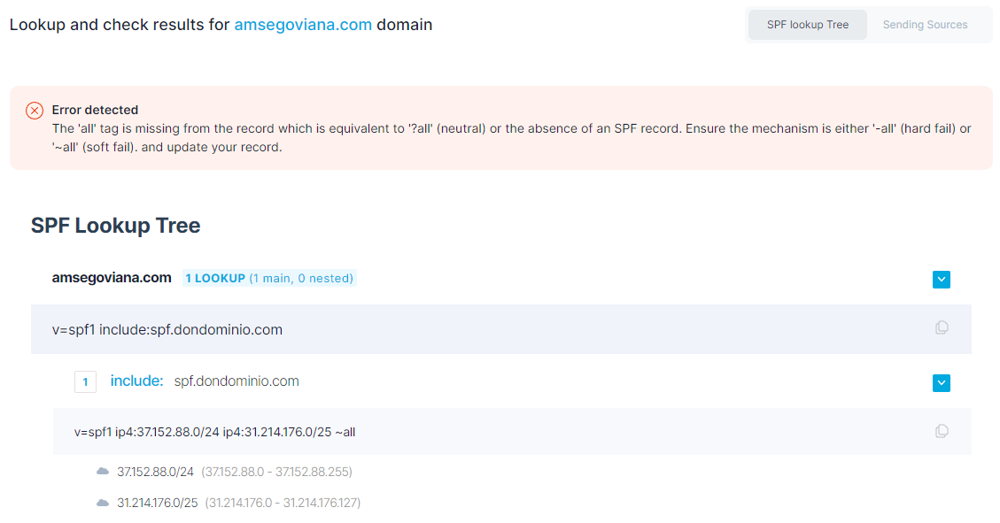 Lookup and check results for amsegoviana.com domain
SPF lookup Tree
Sending Sources
Error detected
The 'all' tag is missing from the record which is equivalent to '?all' (neutral) or the absence of an SPF record. Ensure the mechanism is either '-all' (hard fail) or
'~all' (soft fail). and update your record.
SPF Lookup Tree
amsegoviana.com 1 LOOKUP (1 main, 0 nested)
v=spf1 include:spf.dondominio.com
1 include: spf.dondominio.com
v=spf1 ip4:37.152.88.0/24 ip4:31.214.176.0/25 ~all
37.152.88.0/24 (37.152.88.0 - 37.152.88.255)
31.214.176.0/25 (31.214.176.0 - 31.214.176.127)